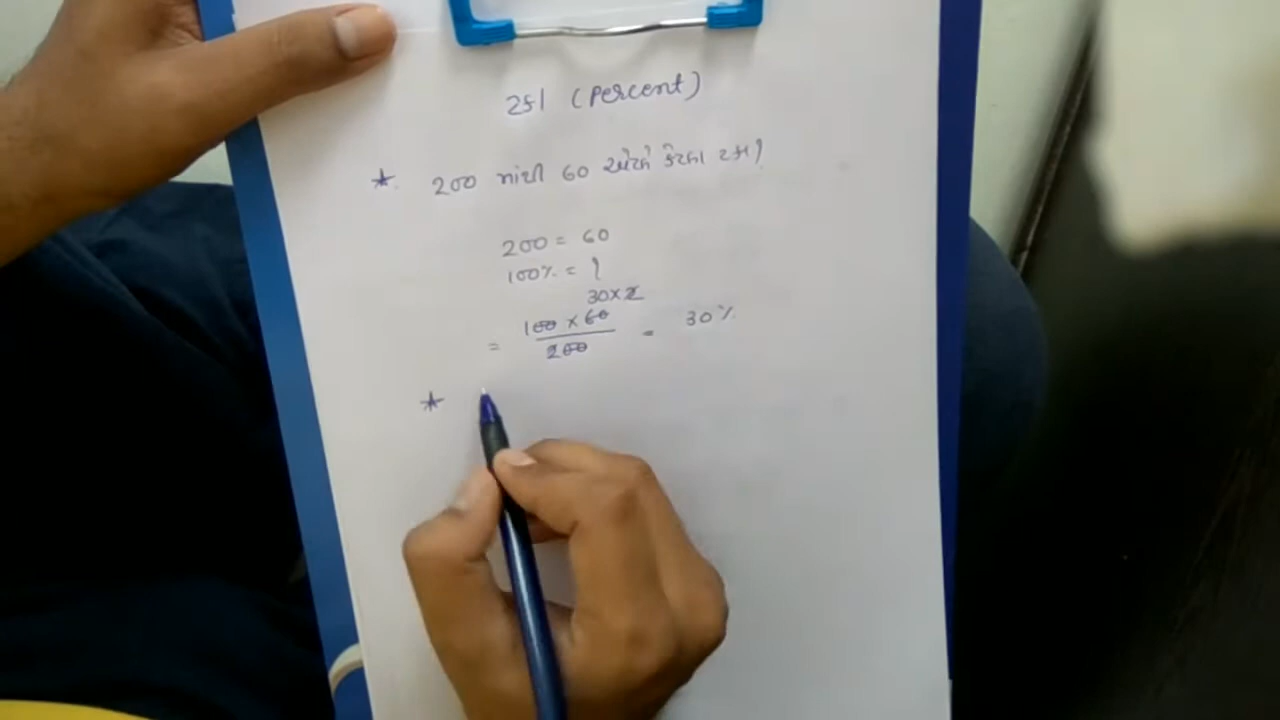 ટકા (percent)
★. 200 માંથી 60 એટલે કેટલા ટકા?
200 = 60
100% = ?
30×2
= 100 × 60 / 200 = 30%
★